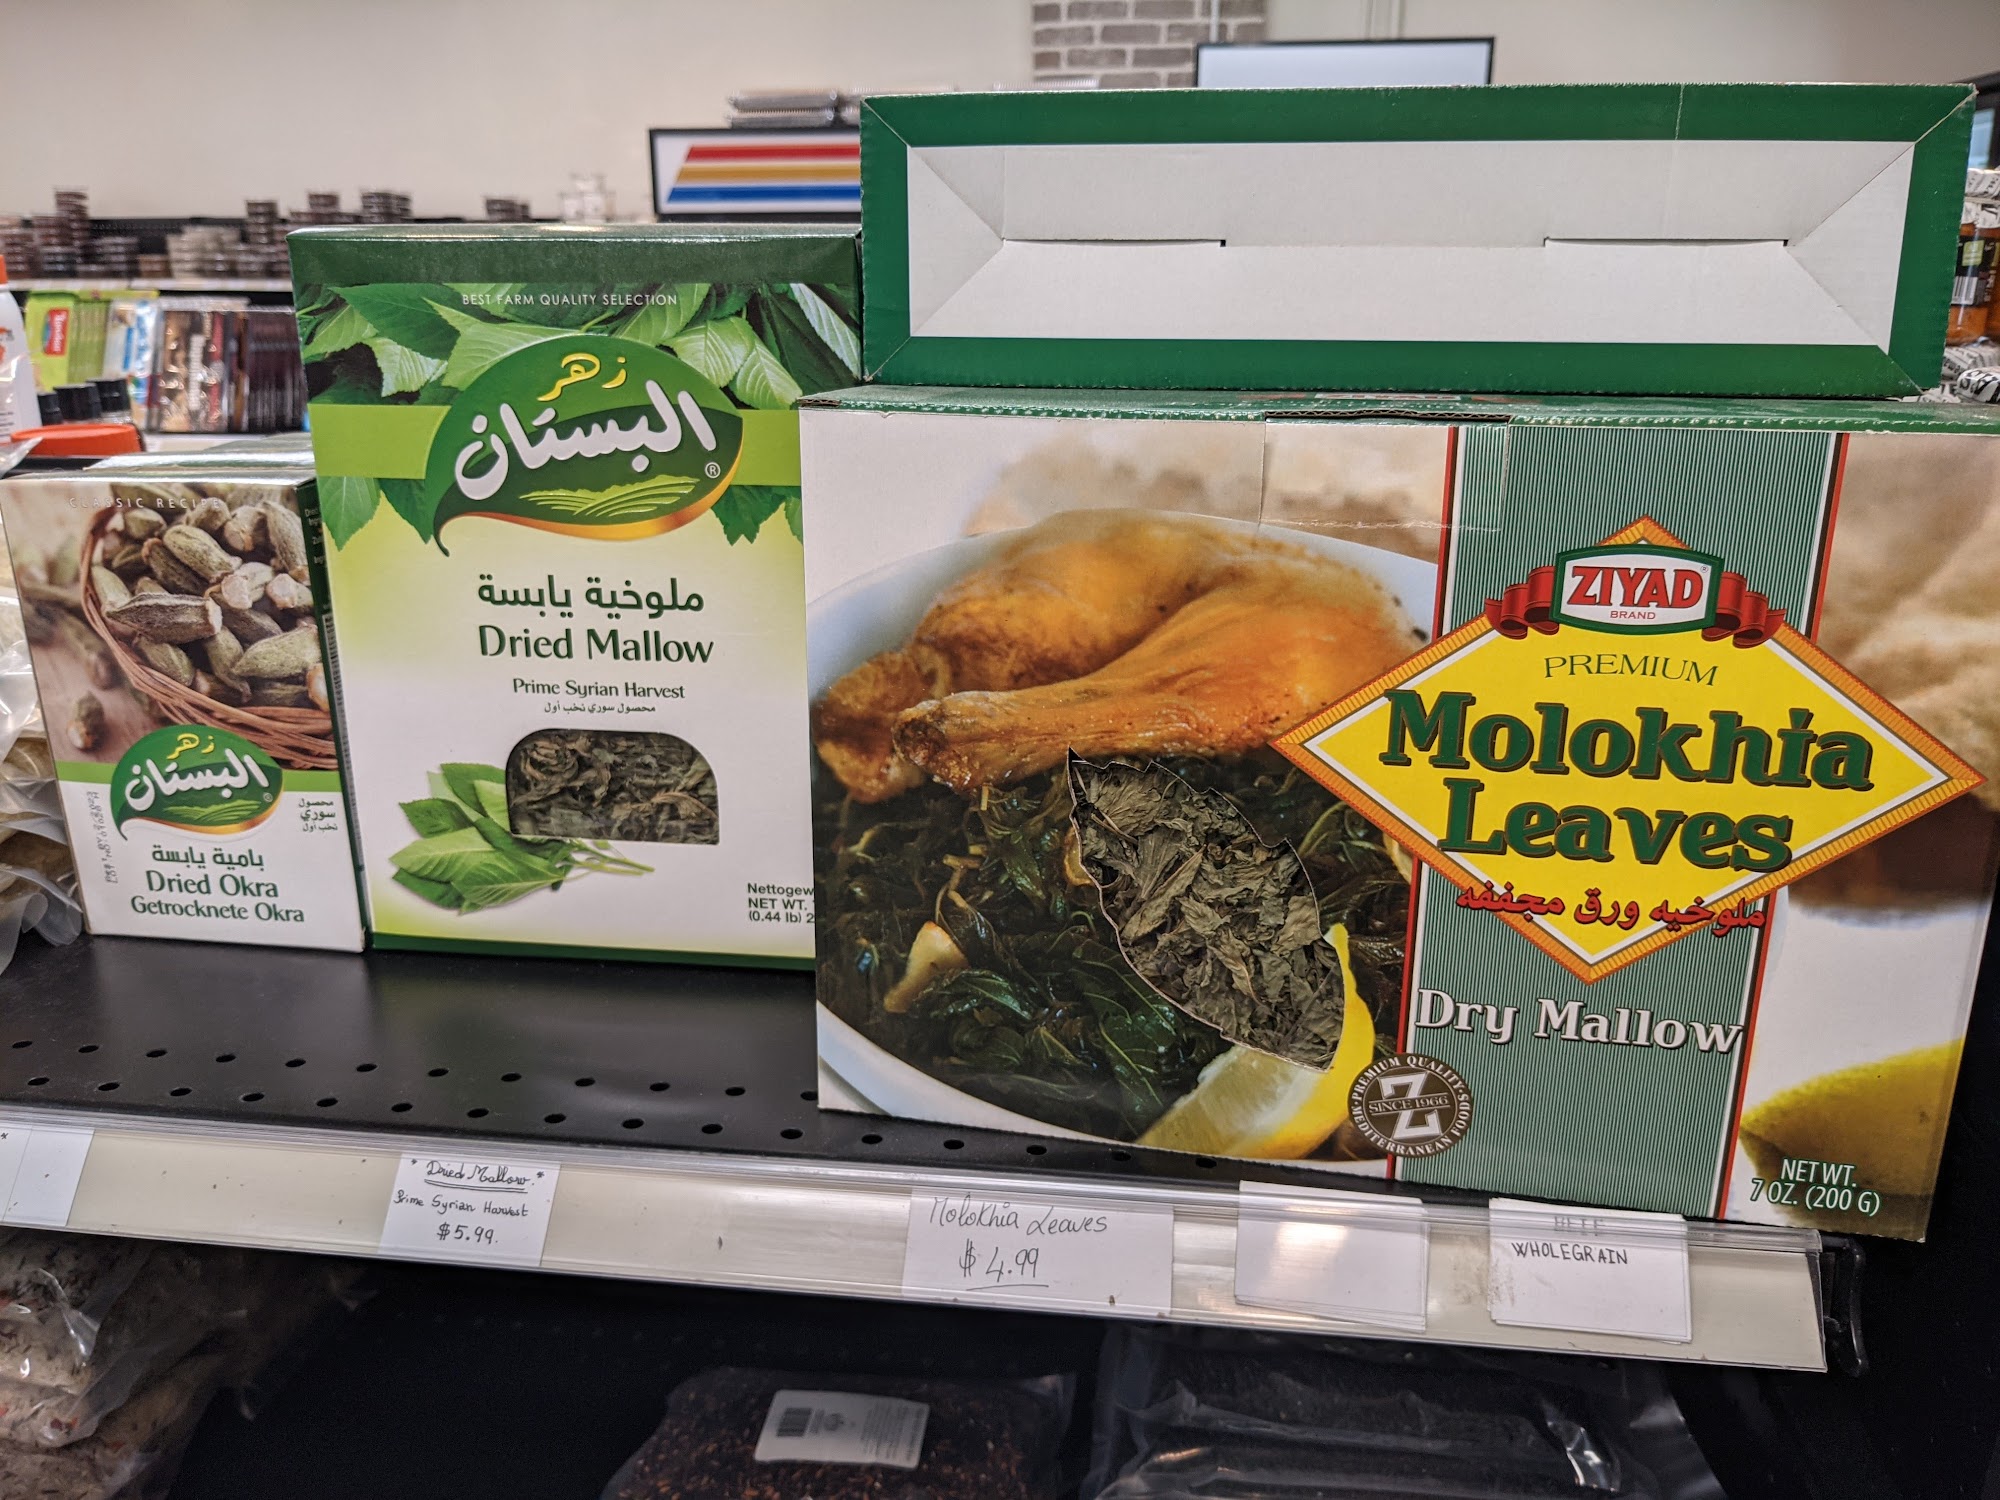 CLASSIC RECIPE
زهر
البستان
®
محصول
سوري
نخب أول
بامية يابسة
Dried Okra
Getrocknete Okra
BEST FARM QUALITY SELECTION
زهر
البستان
®
ملوخية يابسة
Dried Mallow
Prime Syrian Harvest
محصول سوري نخب أول
Nettogew
NET WT.
(0.44 lb) 2
ZIYAD
®
BRAND
PREMIUM
Molokhia
Leaves
ملوخيه ورق مجففه
Dry Mallow
PREMIUM QUALITY
MEDITERRANEAN FOODS
Z
SINCE 1966
NET WT.
7 OZ. (200 G)
* Dried Mallow. *
Prime Syrian Harvest
$5.99.
Molokhia Leaves
$ 4.99
BEEF
WHOLEGRAIN